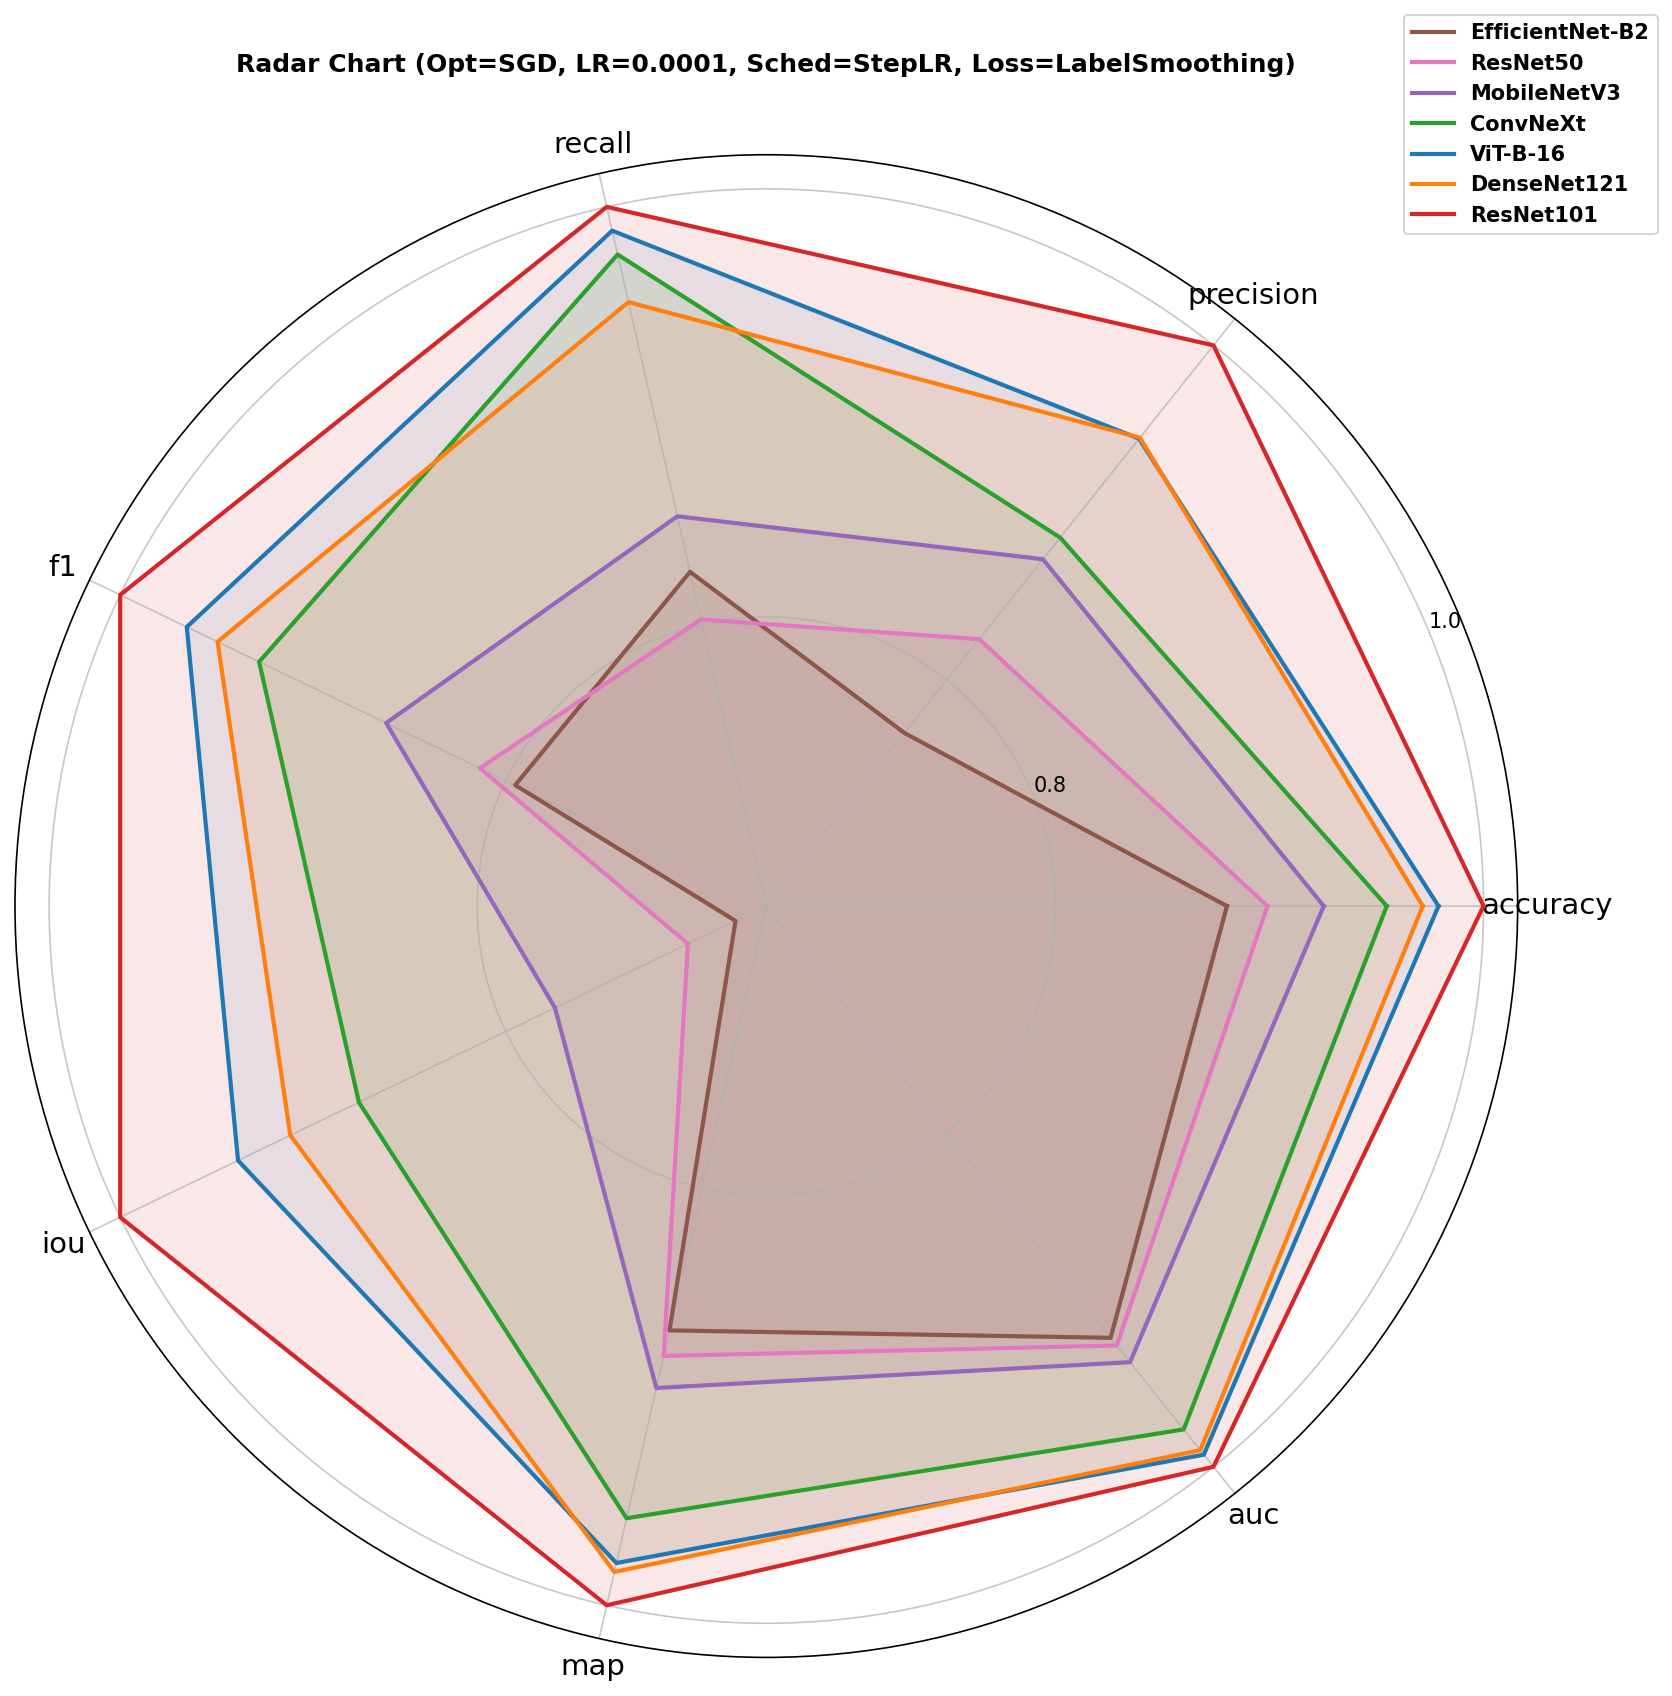 Radar Chart (Opt=SGD, LR=0.0001, Sched=StepLR, Loss=LabelSmoothing)
EfficientNet-B2
ResNet50
MobileNetV3
ConvNeXt
ViT-B-16
DenseNet121
ResNet101
recall
precision
f1
1.0
0.8
accuracy
iou
auc
map